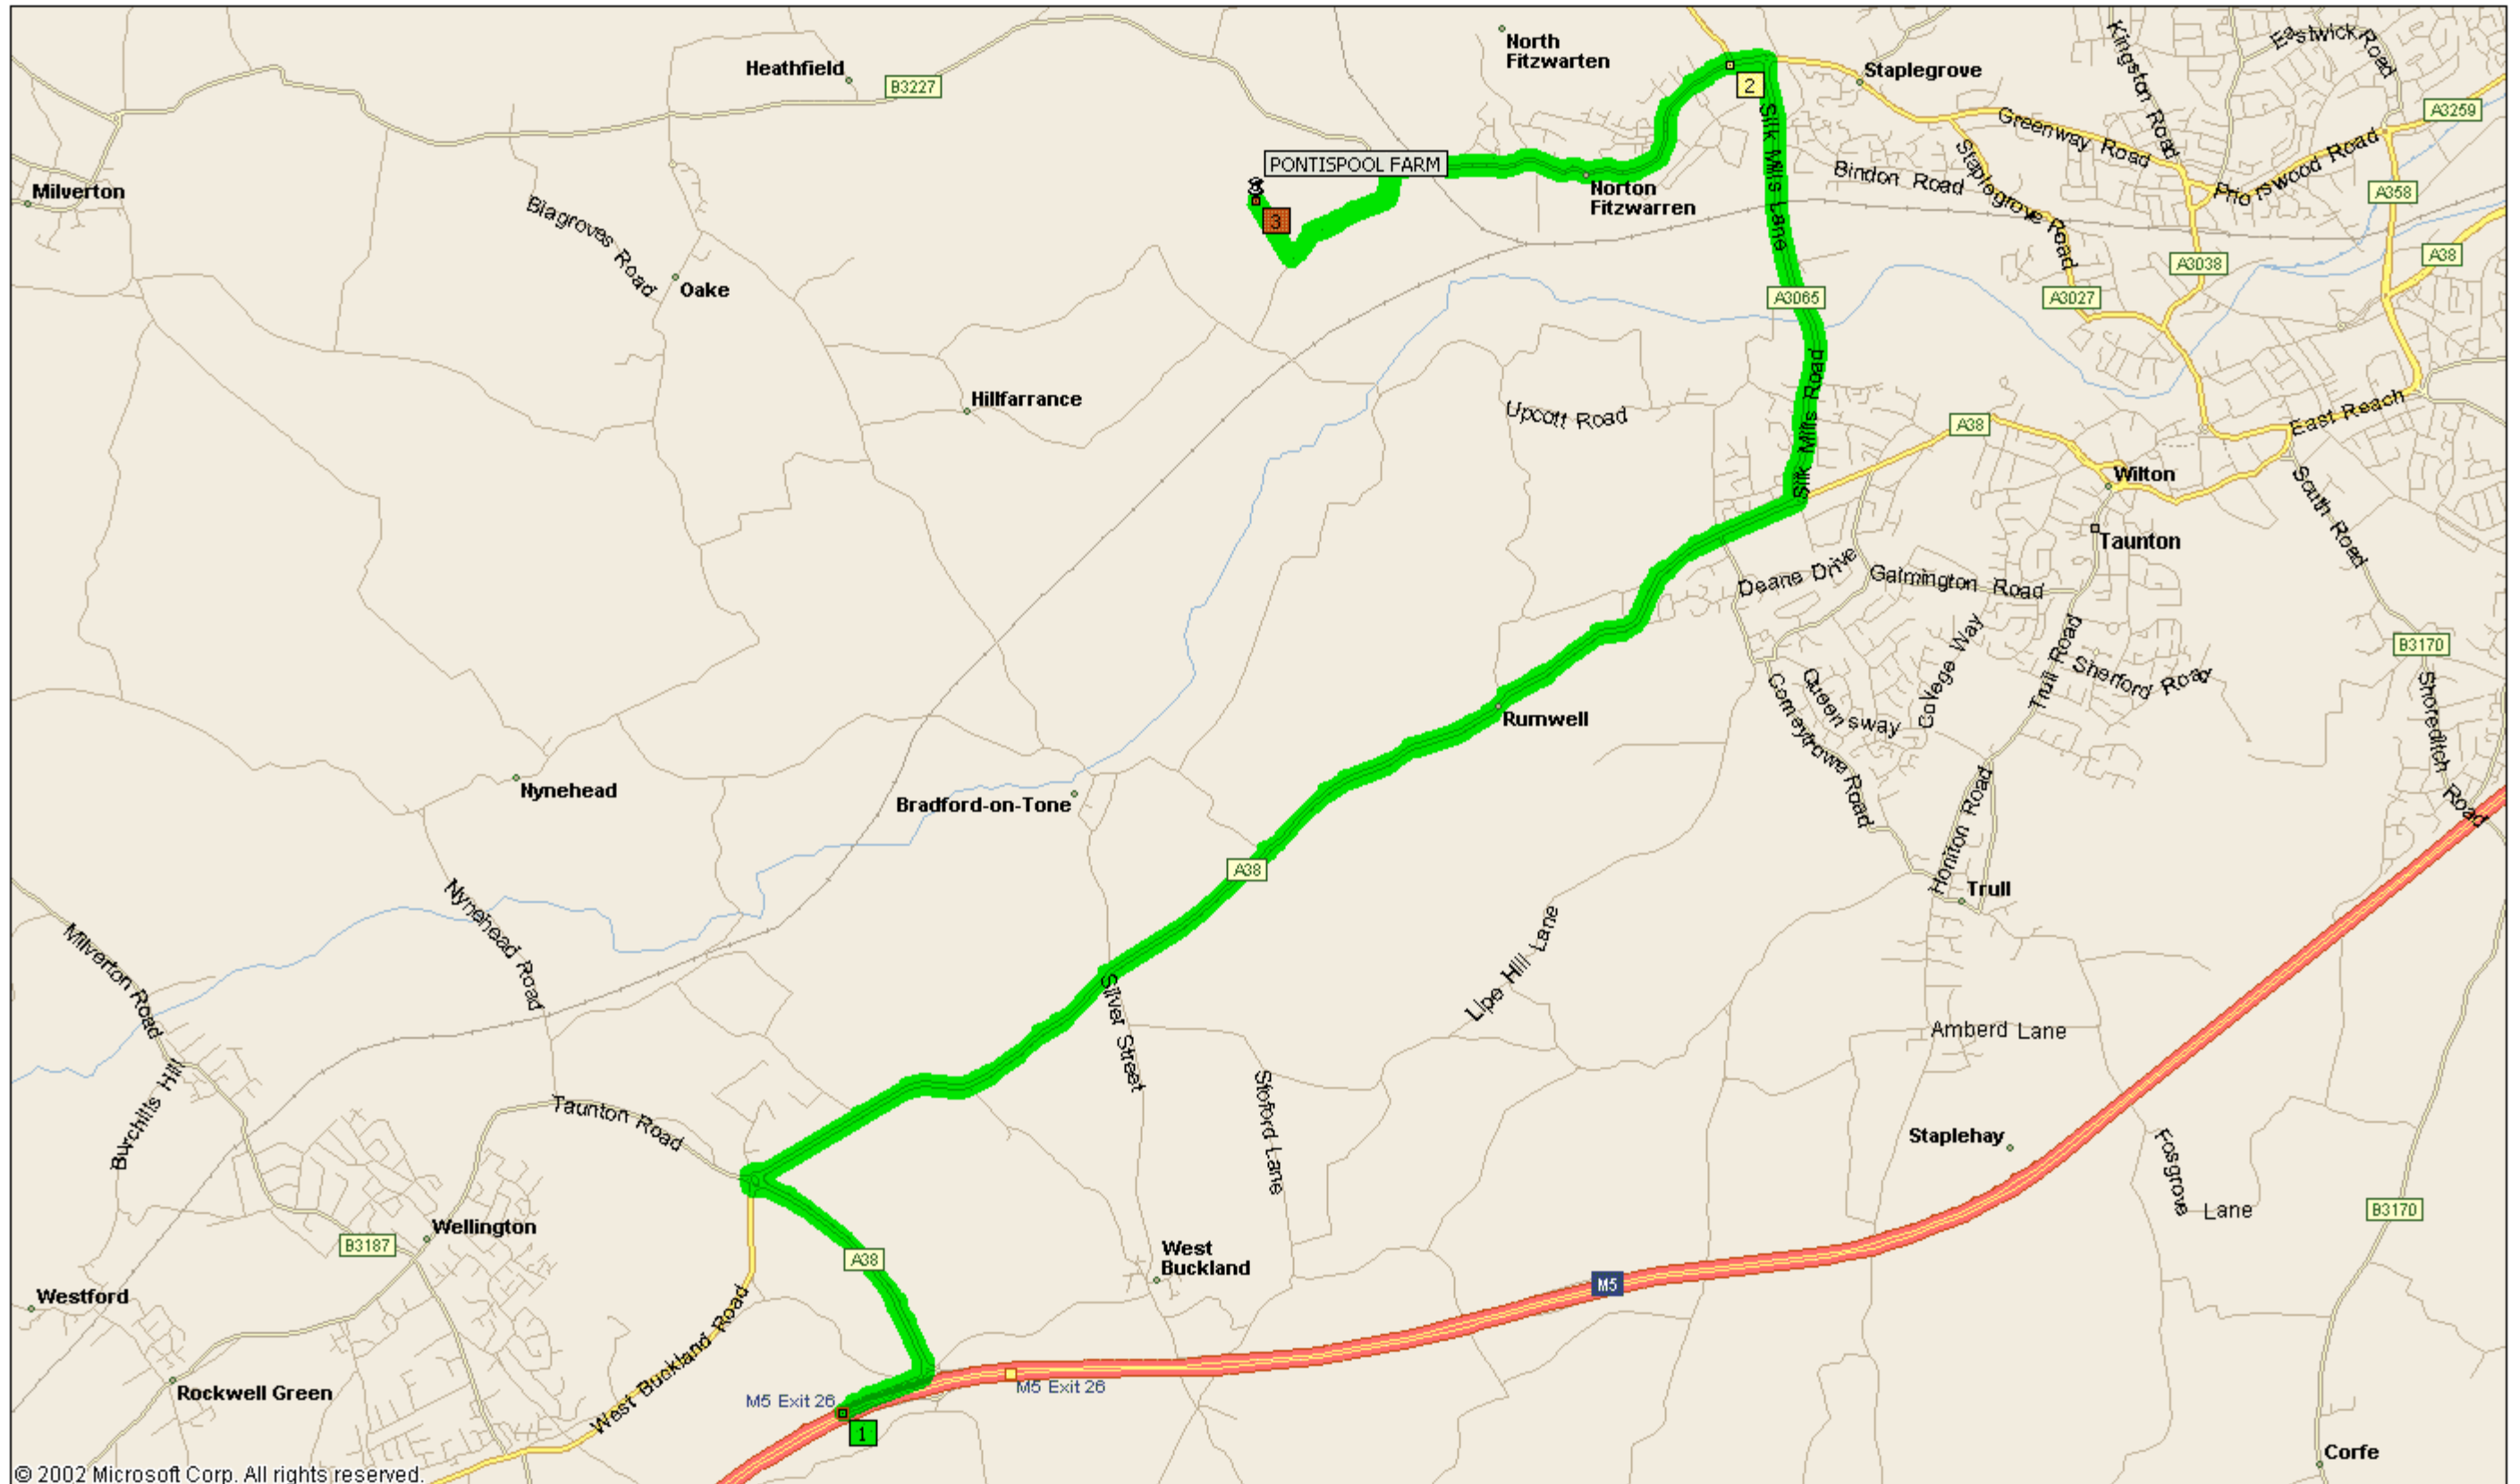 North
Fitzwarten
Heathfield
B3227
Staplegrove
2
Kingston Road
Eastwick Road
A3259
Greenway Road
Silk Mills Lane
PONTISPOOL FARM
Bindon Road
Staplegrove Road
Priorswood Road
A358
Milverton
Norton
Fitzwarren
3
Blagroves Road
Oake
A3038
A38
A3065
A3027
Hillfarrance
Upcott Road
Silk Mills Road
A38
East Reach
Wilton
South Road
Taunton
Deane Drive
Galmington Road
B3170
Trull Road
Sherford Road
College Way
Queensway
Comeytrowe Road
Shoreditch Road
Rumwell
Nynehead
Bradford-on-Tone
Honiton Road
A38
Trull
Nynehead Road
Milverton Road
Lipe Hill Lane
Silver Street
Amberd Lane
Burchills Hill
Taunton Road
Stoford Lane
Staplehay
Fosgrove Lane
B3170
Wellington
B3187
A38
West
Buckland
M5
Westford
West Buckland Road
Rockwell Green
M5 Exit 26
M5 Exit 26
1
Corfe
© 2002 Microsoft Corp. All rights reserved.